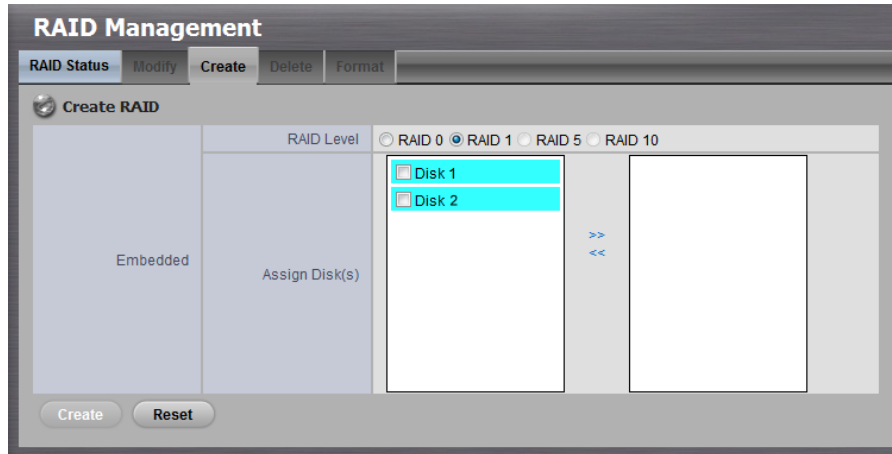 RAID Management
RAID Status Modify Create Delete Format
Create RAID
RAID Level RAID 0 RAID 1 RAID 5 RAID 10
Disk 1
Disk 2
>>
<<
Embedded
Assign Disk(s)
Create Reset